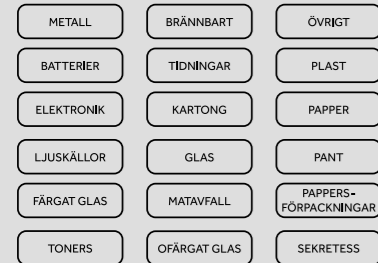 METALL
BRÄNNBART
ÖVRIGT
BATTERIER
TIDNINGAR
PLAST
ELEKTRONIK
KARTONG
PAPPER
LJUSKÄLLOR
GLAS
PANT
FÄRGAT GLAS
MATAVFALL
PAPPERS-
FÖRPACKNINGAR
TONERS
OFÄRGAT GLAS
SEKRETESS